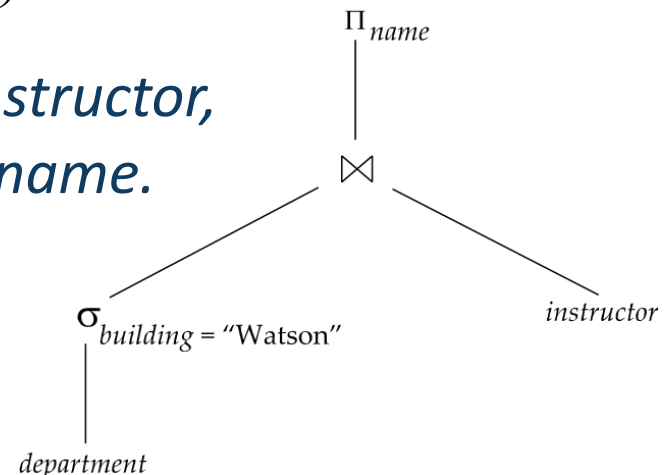 Π name
structor,
name.
⋈
σ building = “Watson”
instructor
department